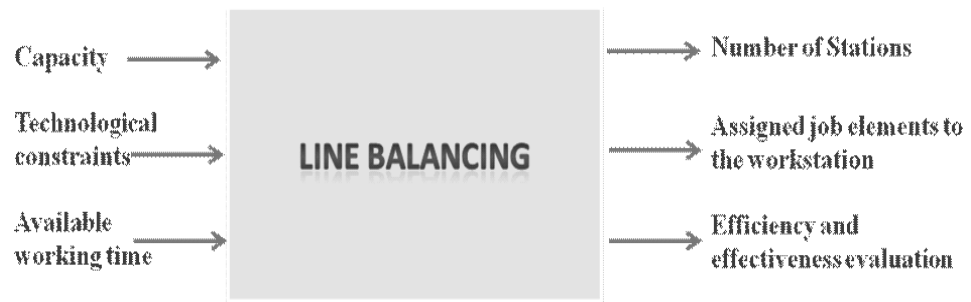 Capacity
Technological
constraints
Available
working time
LINE BALANCING
Number of Stations
Assigned job elements to
the workstation
Efficiency and
effectiveness evaluation